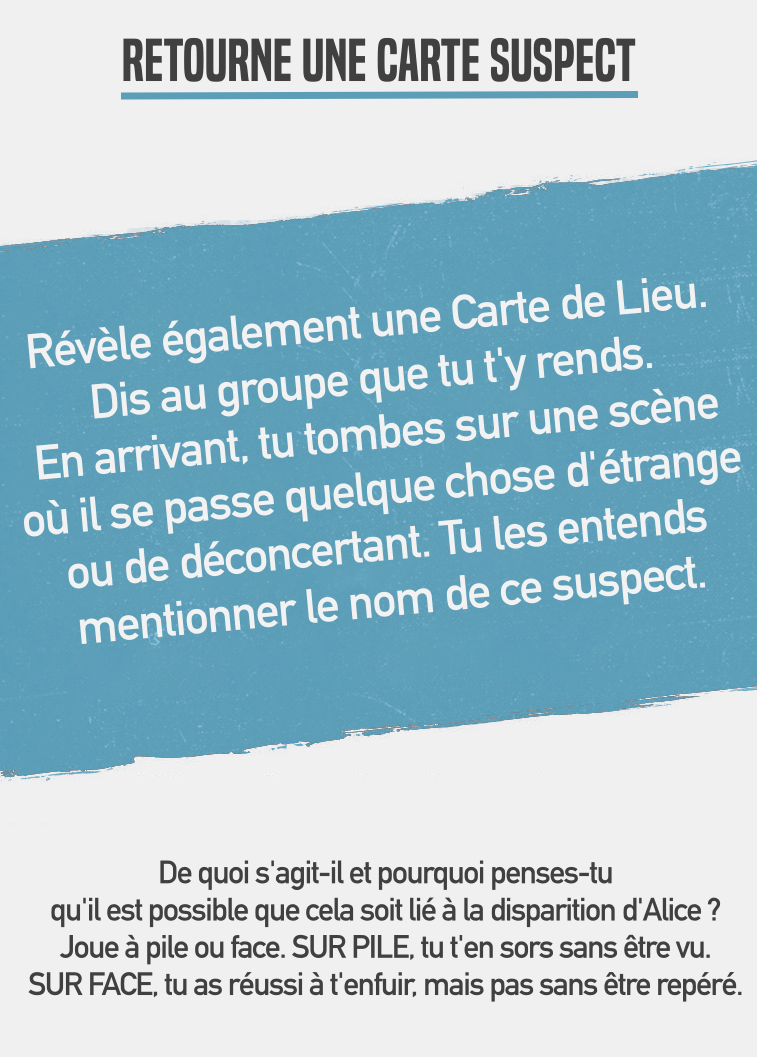 RETOURNE UNE CARTE SUSPECT
Révèle également une Carte de Lieu.
Dis au groupe que tu t'y rends.
En arrivant, tu tombes sur une scène
où il se passe quelque chose d'étrange
ou de déconcertant. Tu les entends
mentionner le nom de ce suspect.
De quoi s'agit-il et pourquoi penses-tu
qu'il est possible que cela soit lié à la disparition d'Alice ?
Joue à pile ou face. SUR PILE, tu t'en sors sans être vu.
SUR FACE, tu as réussi à t'enfuir, mais pas sans être repéré.